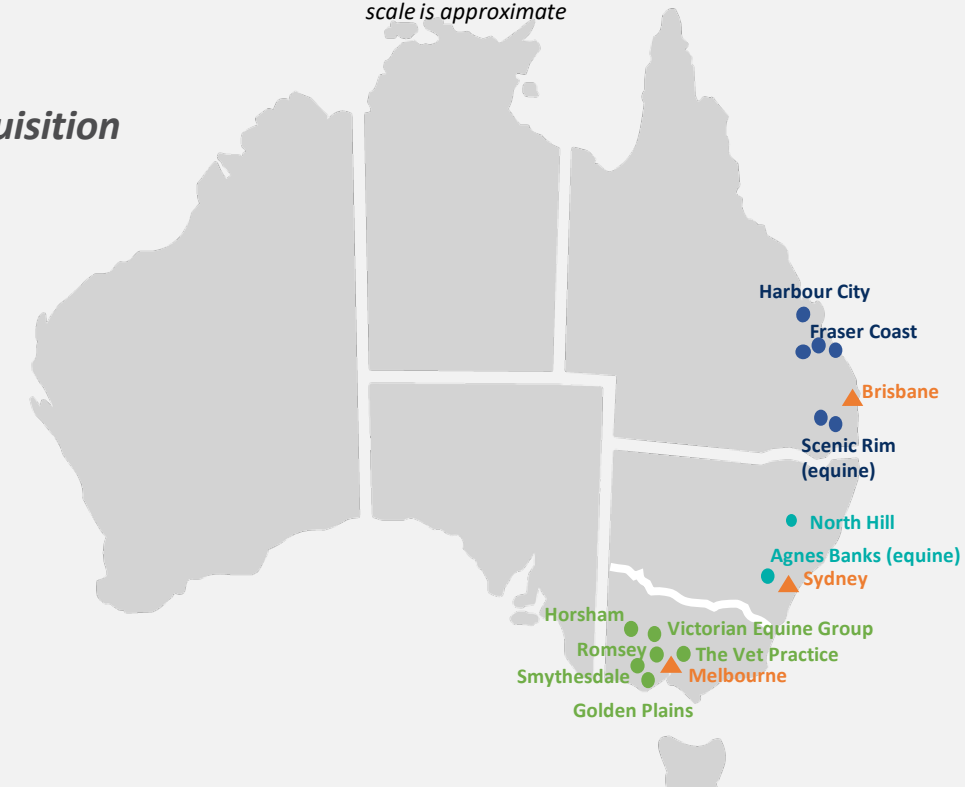 scale is approximate
uisition
Harbour City
Fraser Coast
Brisbane
Scenic Rim
(equine)
North Hill
Agnes Banks (equine)
Sydney
Horsham
Victorian Equine Group
Romsey
The Vet Practice
Smythesdale
Melbourne
Golden Plains